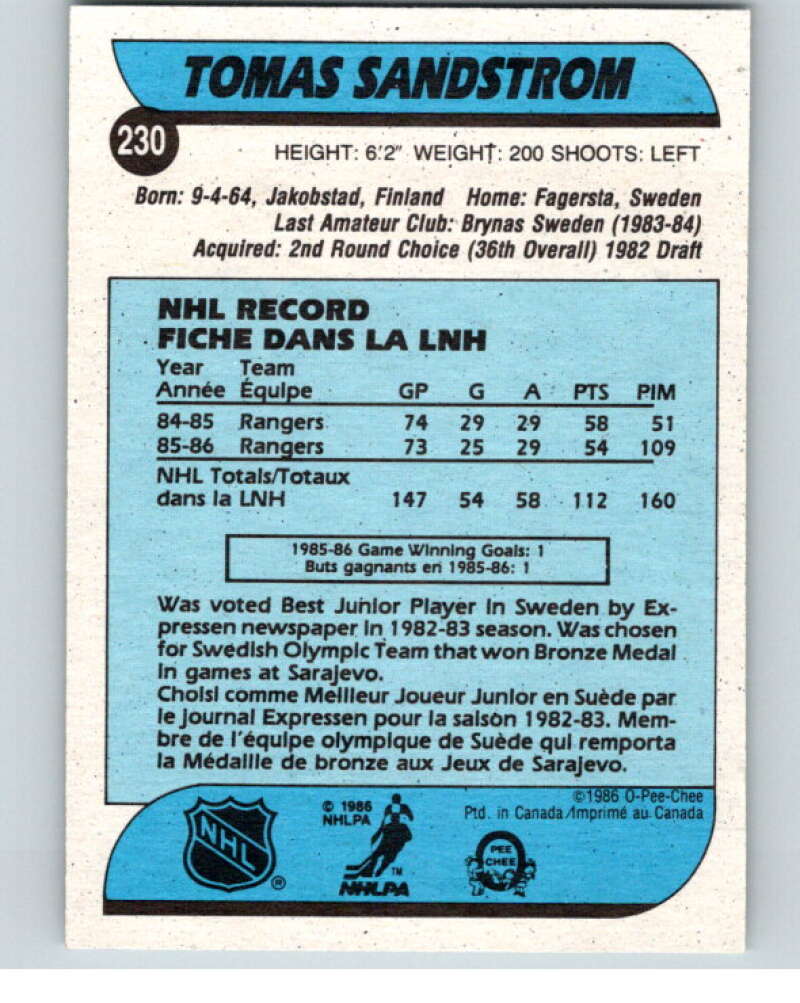 TOMAS SANDSTROM
230
HEIGHT: 6'2" WEIGHT: 200 SHOOTS: LEFT
Born: 9-4-64, Jakobstad, Finland Home: Fagersta, Sweden
Last Amateur Club: Brynas Sweden (1983-84)
Acquired: 2nd Round Choice (36th Overall) 1982 Draft
NHL RECORD
FICHE DANS LA LNH
Year Team
Année Équipe GP G A PTS PIM
84-85 Rangers 74 29 29 58 51
85-86 Rangers 73 25 29 54 109
NHL Totals/Totaux
dans la LNH 147 54 58 112 160
1985-86 Game Winning Goals: 1
Buts gagnants en 1985-86: 1
Was voted Best Junior Player in Sweden by Ex-
pressen newspaper in 1982-83 season. Was chosen
for Swedish Olympic Team that won Bronze Medal
in games at Sarajevo.
Choisi comme Meilleur Joueur Junior en Suède par
le journal Expressen pour la saison 1982-83. Mem-
bre de l'équipe olympique de Suède qui remporta
la Médaille de bronze aux Jeux de Sarajevo.
©1986 O-Pee-Chee
Ptd. in Canada/Imprimé au Canada
NHL ®
© 1986
NHLPA
TM
NHLPA
PEE
CHEE